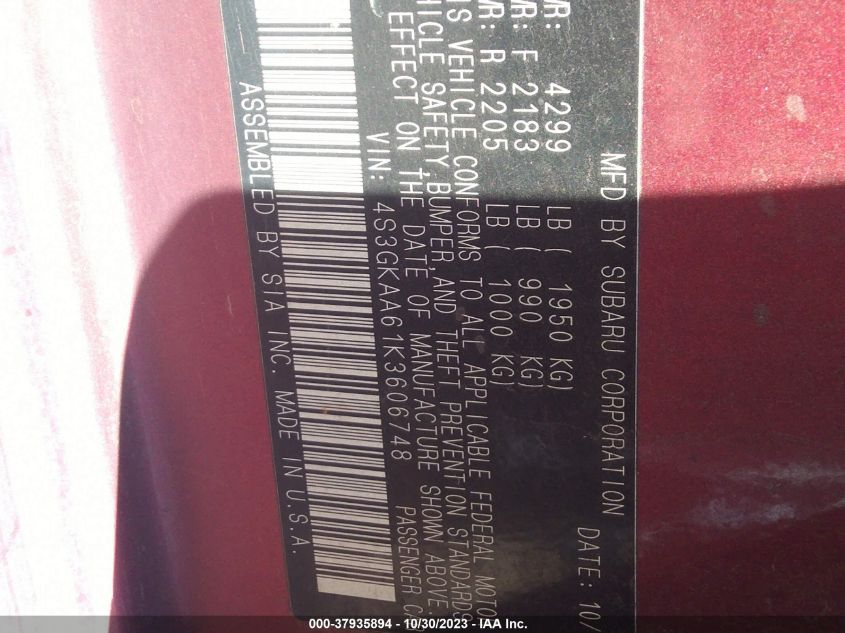 MFD BY SUBARU CORPORATION DATE: 10/
4299 LB ( 1950 KG)
F 2183 LB ( 990 KG)
R 2205 LB ( 1000 KG)
VEHICLE CONFORMS TO ALL APPLICABLE FEDERAL
SAFETY, BUMPER, AND THEFT PREVENTION STANDARDS
EFFECT ON THE DATE OF MANUFACTURE SHOWN ABOVE
VIN: 4S3GKAA61K3606748 PASSENGER
ASSEMBLED BY SIA INC. MADE IN U.S.A.
000-37935894 - 10/30/2023 - IAA Inc.